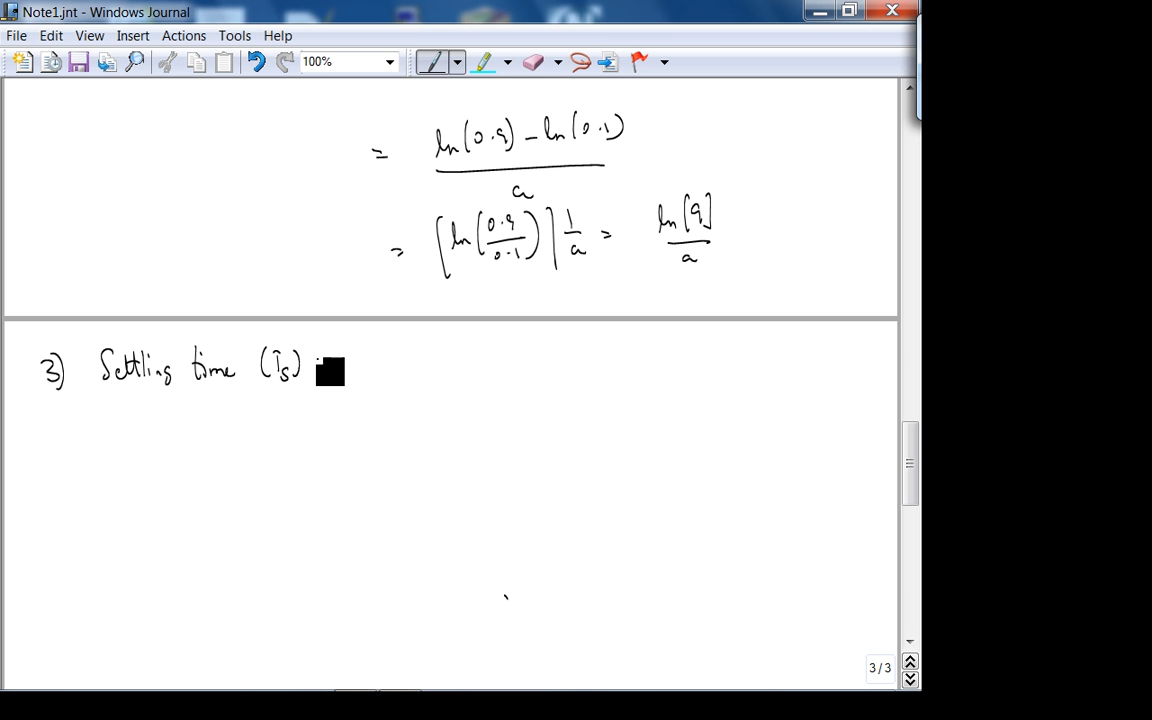 Note1.jnt - Windows Journal
File Edit View Insert Actions Tools Help
100%
= ln(0.9) - ln(0.1)
a
= [ln(0.9/0.1)] 1/a = ln[9]/a
3) Settling time (Ts)
3 / 3